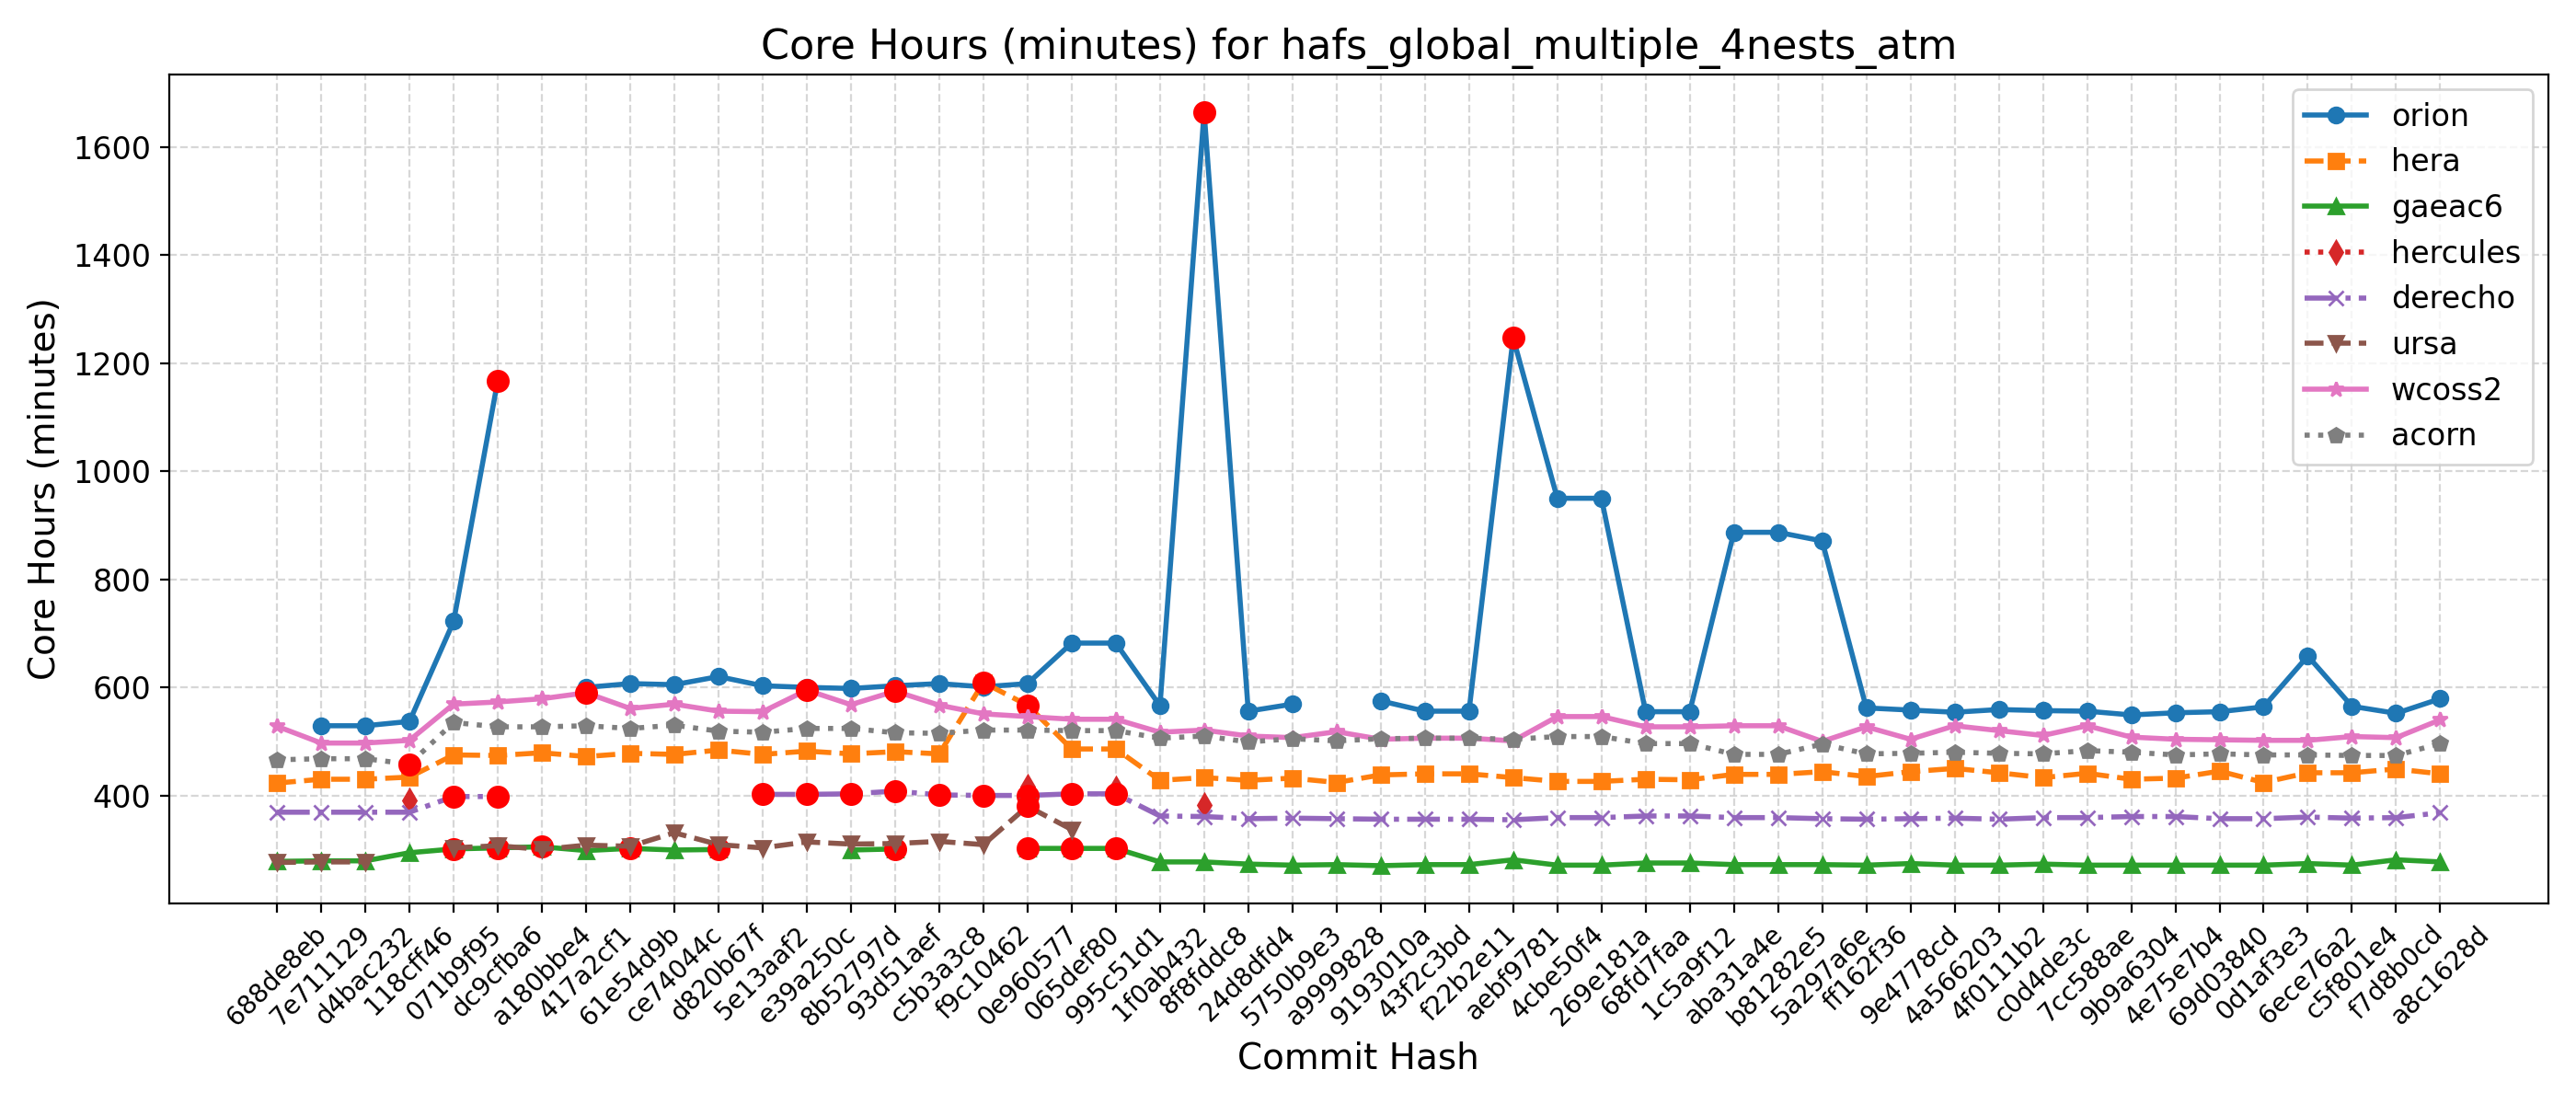 Core Hours (minutes) for hafs_global_multiple_4nests_atm
Core Hours (minutes)
1600
1400
1200
1000
800
600
400
orion
hera
gaeac6
hercules
derecho
ursa
wcoss2
acorn
688de8eb
7e711129
d4bac232
118cff46
071b9f95
dc9cfba6
a180bbe4
417a2cf1
61e54d9b
ce74044c
d820b67f
5e13aaf2
e39a250c
8b52797d
93d51aef
c5b3a3c8
f9c10462
0e960577
065def80
995c51d1
1f0ab432
8f8fddc8
24d8dfd4
5750b9e3
a9999828
9193010a
43f2c3bd
f22b2e11
aebf9781
4cbe50f4
269e181a
68fd7faa
1c5a9f12
aba31a4e
b81282e5
5a297a6e
ff162f36
9e4778cd
4a566203
4f0111b2
c0d4de3c
7cc588ae
9b9a6304
4e75e7b4
69d03840
0d1af3e3
6ece76a2
c5f801e4
f7d8b0cd
a8c1628d
Commit Hash